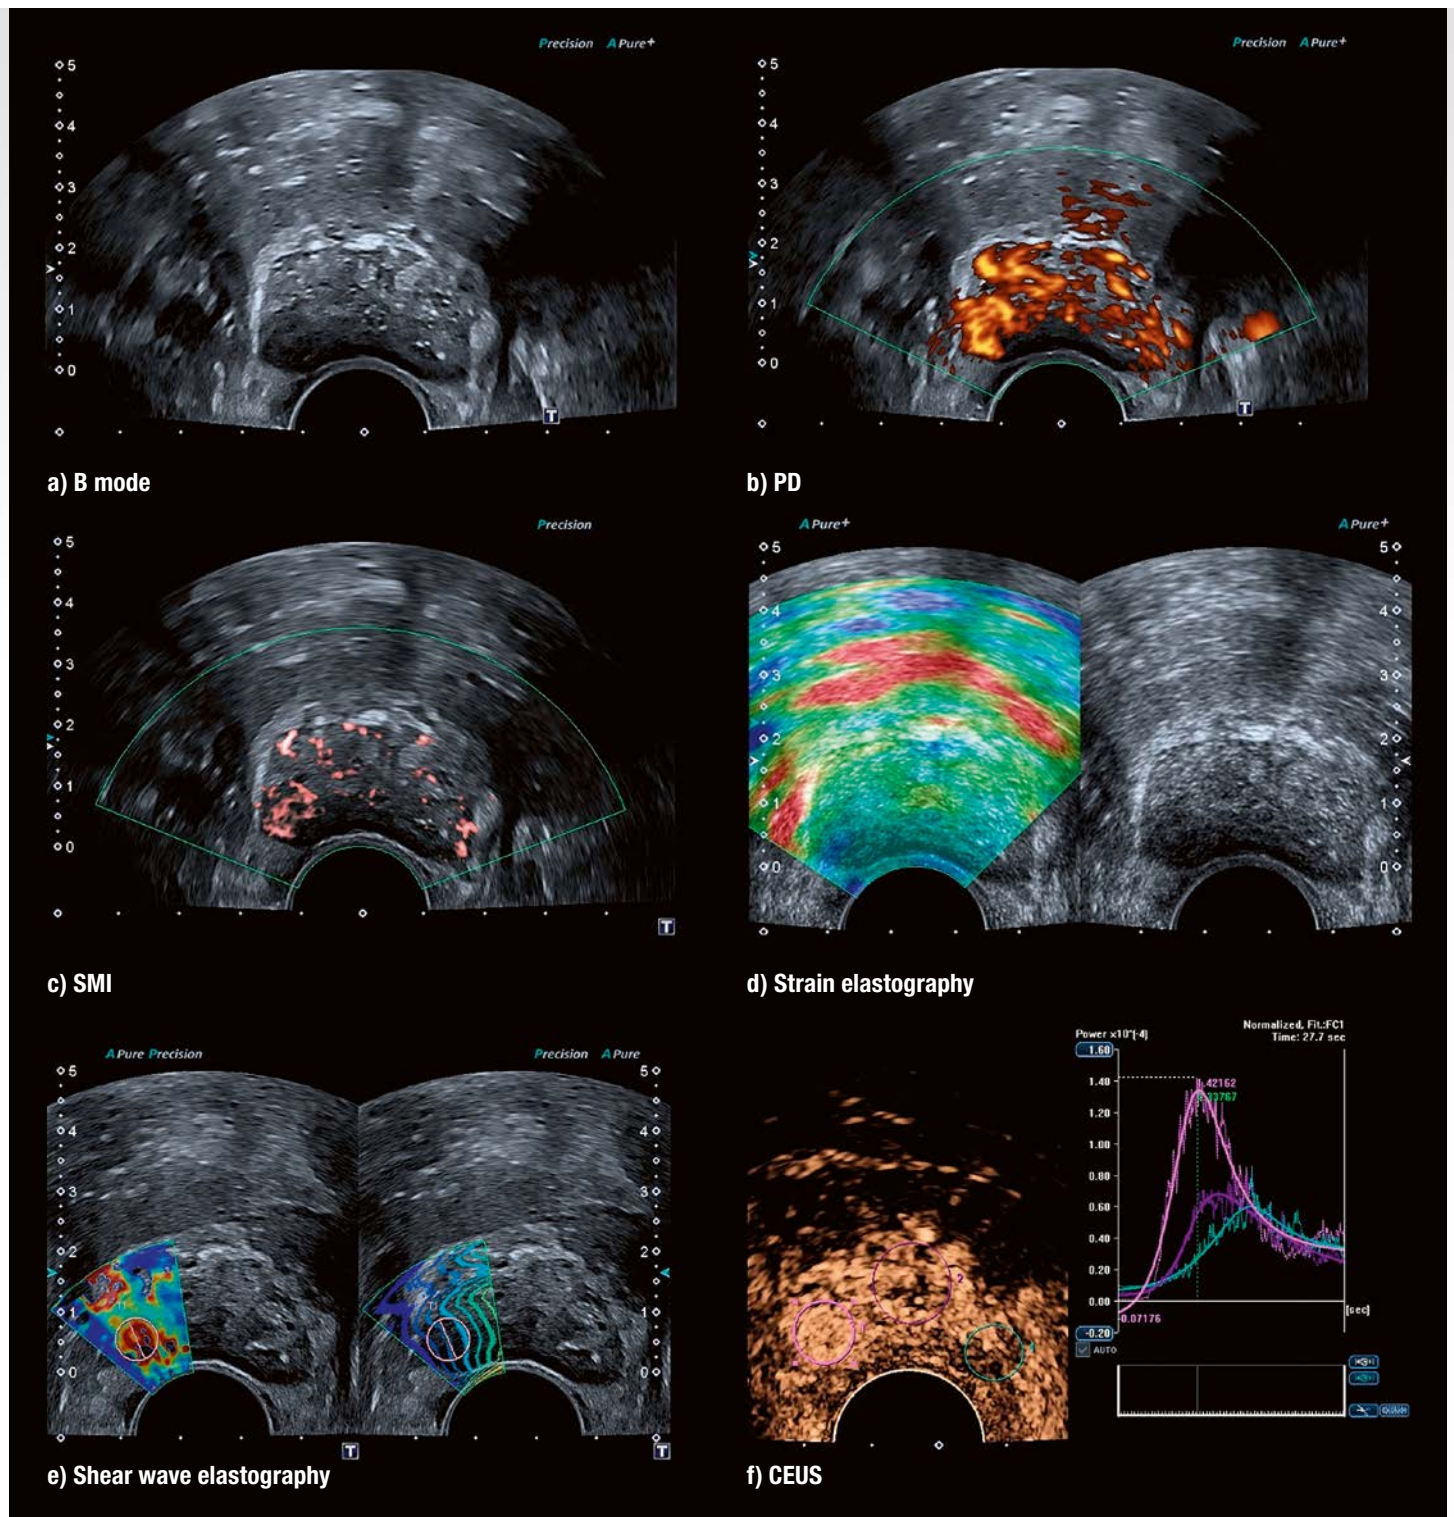 Precision A Pure+
Precision A Pure+
5
4
3
2
1
0
T
5
4
3
2
1
0
T
a) B mode
b) PD
Precision
A Pure+
A Pure+
5
4
3
2
1
0
T
5
4
3
2
1
0
5
4
3
2
1
0
c) SMI
d) Strain elastography
A Pure Precision
Precision A Pure
5
4
3
2
1
0
T
5
4
3
2
1
0
T
2
Normalized, Fit.:FC1
Time: 27.7 sec
Power x10^(-4)
1.60
1.40
1.20
1.00
0.80
0.60
0.40
0.20
0.00
-0.20
.42162
33767
-0.07176
[sec]
AUTO
e) Shear wave elastography
f) CEUS